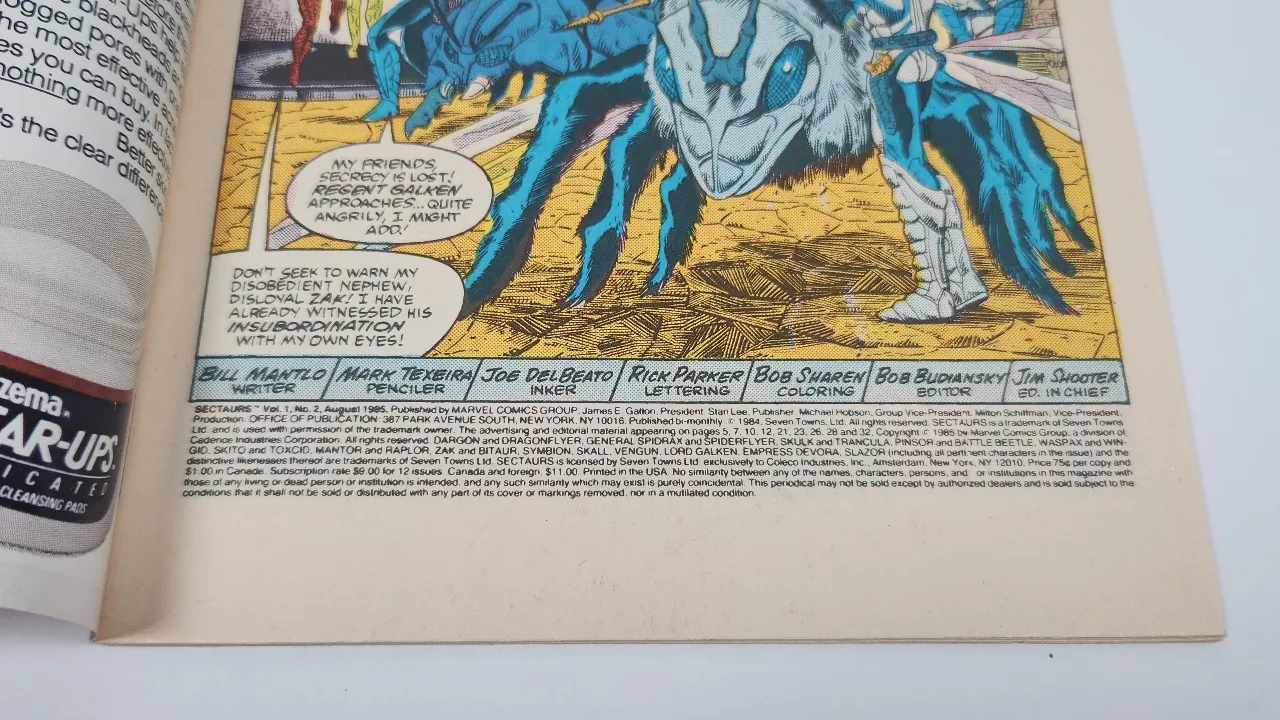 -Ups help
blackheads
ogged pores with
he most effective
es you can buy. In
nothing more
's the clear difference.
Better
zema
AR-UPS
ICATED
CLEANSING PADS
MY FRIENDS,
SECRECY IS LOST!
REGENT GALKEN
APPROACHES... QUITE
ANGRILY, I MIGHT
ADD!
DON'T SEEK TO WARN MY
DISOBEDIENT NEPHEW,
DISLOYAL ZAK! I HAVE
ALREADY WITNESSED HIS
INSUBORDINATION
WITH MY OWN EYES!
BILL MANTLO MARK TEXEIRA JOE DELBEATO RICK PARKER BOB SHAREN BOB BUDIANSKY JIM SHOOTER
WRITER PENCILER INKER LETTERING COLORING EDITOR ED. IN CHIEF
SECTAURS™ Vol. 1, No. 2, August 1985. Published by MARVEL COMICS GROUP, James E. Galton, President. Stan Lee, Publisher. Michael Hobson, Group Vice-President, Milton Schiffman, Vice-President,
Production. OFFICE OF PUBLICATION: 387 PARK AVENUE SOUTH, NEW YORK, N.Y. 10016. Published bi-monthly. © 1984, Seven Towns, Ltd. All rights reserved. SECTAURS is a trademark of Seven Towns
Ltd. and is used with permission of the trademark owner. The advertising and editorial material appearing on pages 5, 7, 10, 12, 21, 23, 26, 28 and 32. Copyright © 1985 by Marvel Comics Group, a division of
Cadence Industries Corporation. All rights reserved. DARGON and DRAGONFLYER, GENERAL SPIDRAX and SPIDERFLYER, SKULK and TRANCULA, PINSOR and BATTLE BEETLE, WASPAX and WIN-
GID, SKITO and TOXCID, MANTOR and RAPLOR, ZAK and BITAUR, SYMBION, SKALL, VENGUN, LORD GALKEN, EMPRESS DEVORA, SLAZOR (including all pertinent characters in the issue) and the
distinctive likenesses thereof are trademarks of Seven Towns Ltd. SECTAURS is licensed by Seven Towns Ltd. exclusively to Coleco Industries, Inc., Amsterdam, New York, N.Y. 12010. Price 75¢ per copy and
$1.00 in Canada. Subscription rate $9.00 for 12 issues. Canada and foreign: $11.00. Printed in the USA. No similarity between any of the names, characters, persons, and or institutions in this magazine with
those of any living or dead person or institution is intended, and any such similarity which may exist is purely coincidental. This periodical may not be sold except by authorized dealers and is sold subject to the
conditions that it shall not be sold or distributed with any part of its cover or markings removed, nor in a mutilated condition.